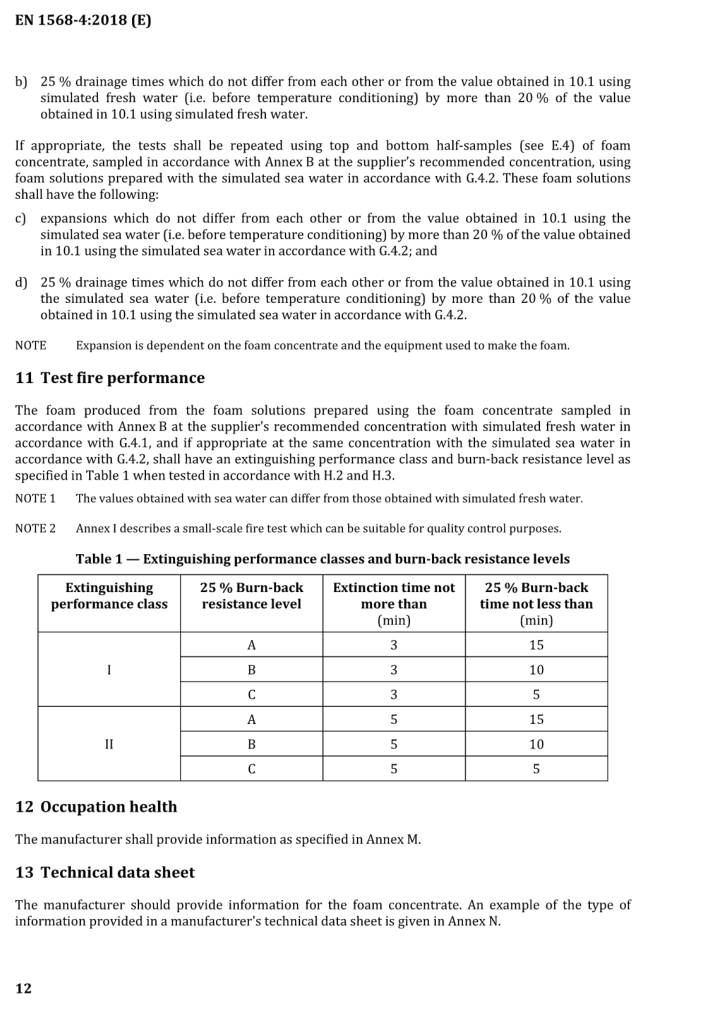 EN 1568-4:2018 (E)
b) 25 % drainage times which do not differ from each other or from the value obtained in 10.1 using
simulated fresh water (i.e. before temperature conditioning) by more than 20 % of the value
obtained in 10.1 using simulated fresh water.
If appropriate, the tests shall be repeated using top and bottom half-samples (see E.4) of foam
concentrate, sampled in accordance with Annex B at the supplier's recommended concentration, using
foam solutions prepared with the simulated sea water in accordance with G.4.2. These foam solutions
shall have the following:
c) expansions which do not differ from each other or from the value obtained in 10.1 using the
simulated sea water (i.e. before temperature conditioning) by more than 20 % of the value obtained
in 10.1 using the simulated sea water in accordance with G.4.2; and
d) 25 % drainage times which do not differ from each other or from the value obtained in 10.1 using
the simulated sea water (i.e. before temperature conditioning) by more than 20 % of the value
obtained in 10.1 using the simulated sea water in accordance with G.4.2.
NOTE Expansion is dependent on the foam concentrate and the equipment used to make the foam.
11 Test fire performance
The foam produced from the foam solutions prepared using the foam concentrate sampled in
accordance with Annex B at the supplier's recommended concentration with simulated fresh water in
accordance with G.4.1, and if appropriate at the same concentration with the simulated sea water in
accordance with G.4.2, shall have an extinguishing performance class and burn-back resistance level as
specified in Table 1 when tested in accordance with H.2 and H.3.
NOTE 1 The values obtained with sea water can differ from those obtained with simulated fresh water.
NOTE 2 Annex I describes a small-scale fire test which can be suitable for quality control purposes.
Table 1 — Extinguishing performance classes and burn-back resistance levels
Extinguishing 25 % Burn-back Extinction time not 25 % Burn-back
performance class resistance level more than time not less than
(min) (min)
A 3 15
I B 3 10
C 3 5
A 5 15
II B 5 10
C 5 5
12 Occupation health
The manufacturer shall provide information as specified in Annex M.
13 Technical data sheet
The manufacturer should provide information for the foam concentrate. An example of the type of
information provided in a manufacturer's technical data sheet is given in Annex N.
12